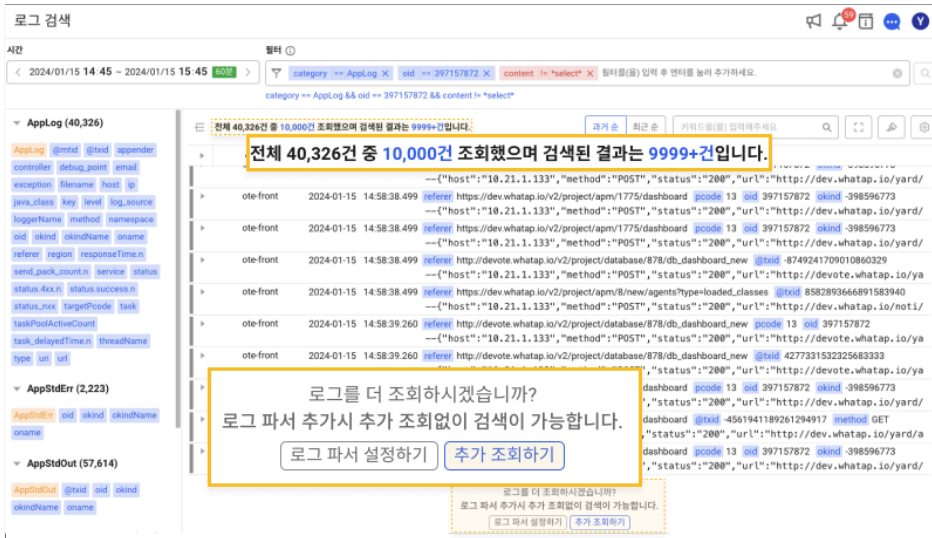 로그 검색
59
Y
시간
필터
2024/01/15 14:45 ~ 2024/01/15 15:45 60분
category == AppLog × oid == 397157872 × content != *select* × 필터를(을) 입력 후 엔터를 눌러 추가하세요.
category == AppLog && oid == 397157872 && content != *select*
AppLog (40,326)
AppLog @mtid @txid appender
controller debug_point email
exception filename host ip
java_class key level log_source
loggerName method namespace
oid okind okindName oname
referer region responseTime.n
send_pack_count.n service status
status.4xx.n status.success.n
status_nxx targetPcode task
taskPoolActiveCount
task_delayedTime.n threadName
type uri url
AppStdErr (2,223)
AppStdErr oid okind okindName
oname
AppStdOut (57,614)
AppStdOut @txid oid okind
okindName oname
전체 40,326건 중 10,000건 조회했으며 검색된 결과는 9999+건입니다.
과거 순 최근 순 키워드을(를) 입력해주세요
전체 40,326건 중 10,000건 조회했으며 검색된 결과는 9999+건입니다.
--{"host":"10.21.1.133","method":"POST","status":"200","url":"http://dev.whatap.io/yard/
ote-front 2024-01-15 14:58:38.499 referer https://dev.whatap.io/v2/project/apm/1775/dashboard pcode 13 oid 397157872 okind -398596773
--{"host":"10.21.1.133","method":"POST","status":"200","url":"http://dev.whatap.io/yard/
ote-front 2024-01-15 14:58:38.499 referer https://dev.whatap.io/v2/project/apm/1775/dashboard pcode 13 oid 397157872 okind -398596773
--{"host":"10.21.1.133","method":"POST","status":"200","url":"http://dev.whatap.io/yard/
ote-front 2024-01-15 14:58:38.499 referer http://devote.whatap.io/v2/project/database/878/db_dashboard_new @txid -8749241709010860329
--{"host":"10.21.1.133","method":"POST","status":"200","url":"http://devote.whatap.io/ya
ote-front 2024-01-15 14:58:38.499 referer http://devote.whatap.io/v2/project/apm/8/new/agents?type=loaded_classes @txid 8582893666891583940
--{"host":"10.21.1.133","method":"POST","status":"200","url":"http://devote.whatap.io/noti/
ote-front 2024-01-15 14:58:39.260 referer http://devote.whatap.io/v2/project/database/878/db_dashboard_new pcode 13 oid 397157872
--{"host":"10.21.1.133","method":"POST","status":"200","url":"http://devote.whatap.io/ya
ote-front 2024-01-15 14:58:39.260 referer http://devote.whatap.io/v2/project/database/878/db_dashboard_new @txid 4277331532325683333
dashboard pcode 13 oid 397157872 okind -398596773
"status":"200","url":"http://dev.whatap.io/yard/
dashboard @txid -4561941189261294917 method GET
,"status":"200","url":"http://dev.whatap.io/yard/a
dashboard pcode 13 oid 397157872 okind -398596773
"status":"200","url":"http://dev.whatap.io/yard/
로그를 더 조회하시겠습니까?
로그 파서 추가시 추가 조회없이 검색이 가능합니다.
로그 파서 설정하기 추가 조회하기
로그를 더 조회하시겠습니까?
로그 파서 추가시 추가 조회없이 검색이 가능합니다.
로그 파서 설정하기 추가 조회하기